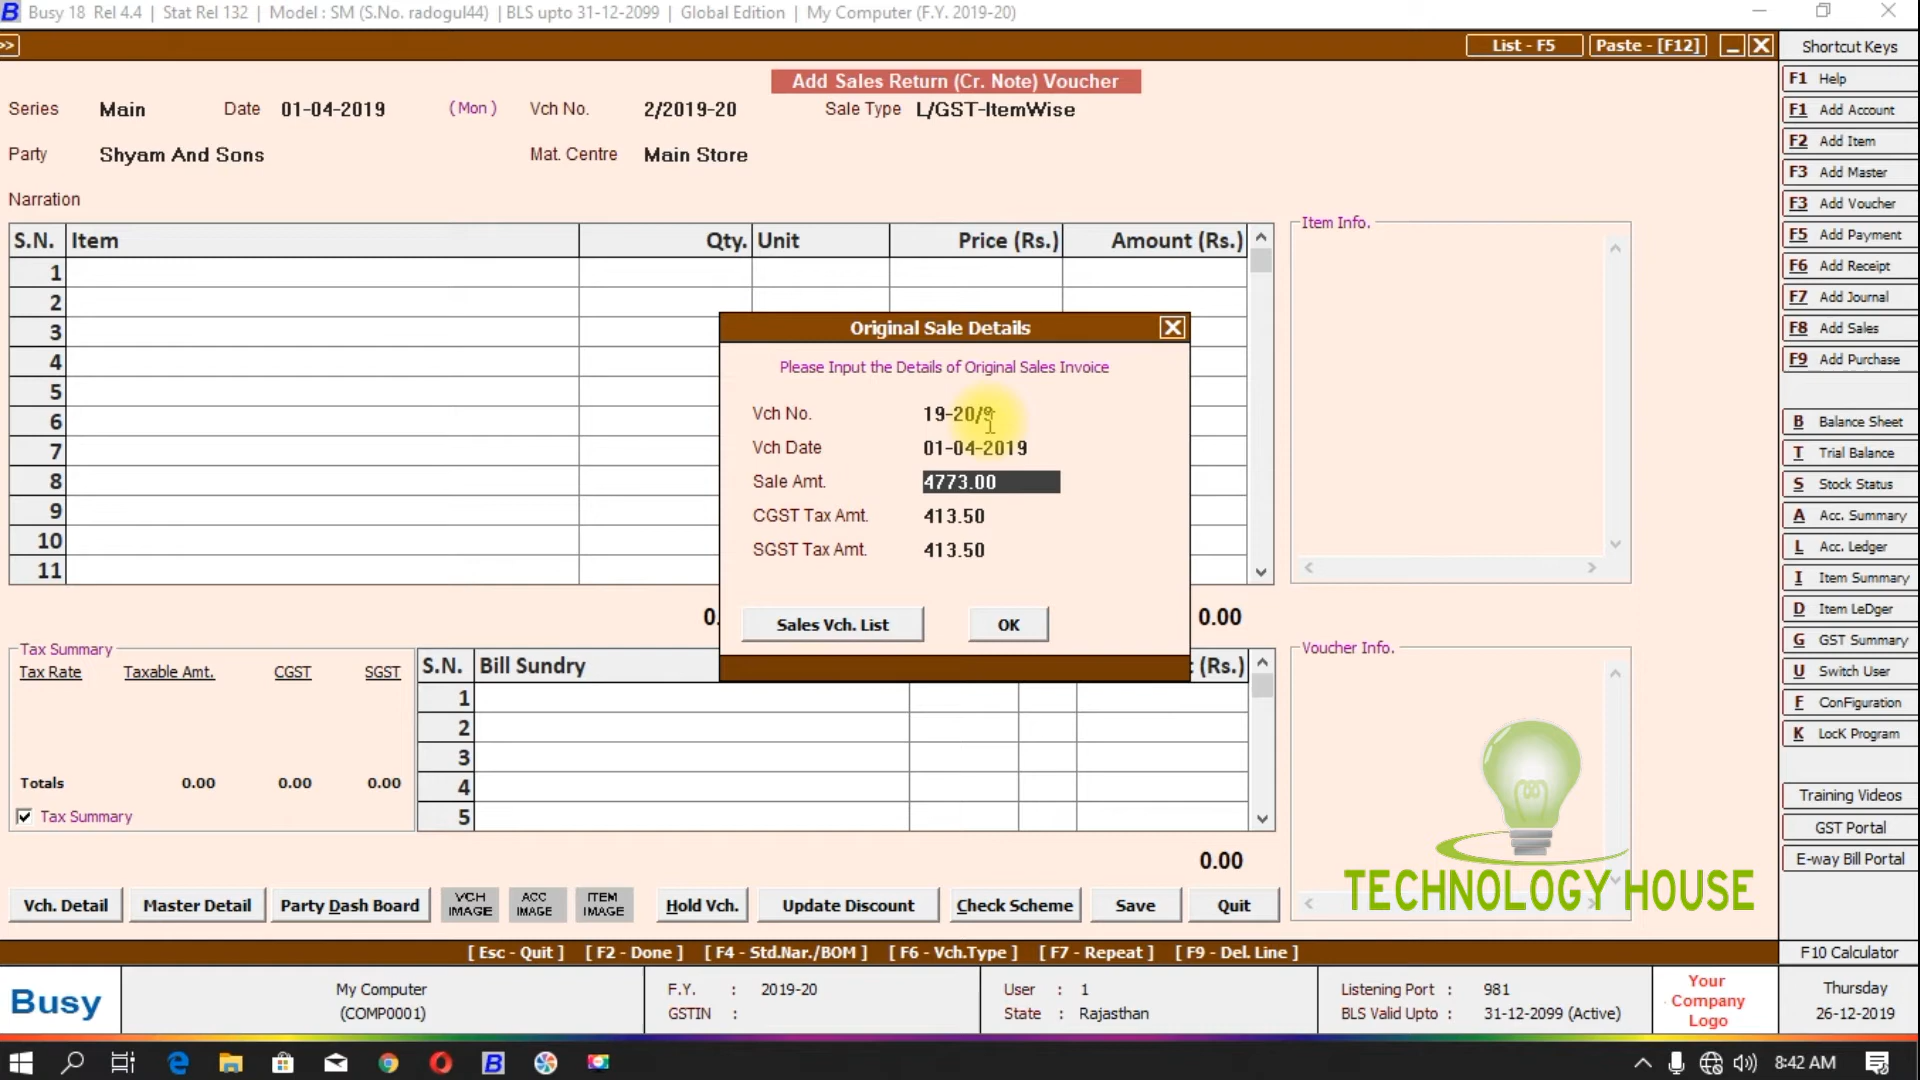 Busy 18 Rel 4.4 | Stat Rel 132 | Model : SM (S.No. radogul44) | BLS upto 31-12-2099 | Global Edition | My Computer (F.Y. 2019-20)
>> List - F5 Paste - [F12] Shortcut Keys
Add Sales Return (Cr. Note) Voucher
Series Main Date 01-04-2019 (Mon) Vch No. 2/2019-20 Sale Type L/GST-ItemWise
Party Shyam And Sons Mat. Centre Main Store
Narration
S.N. Item Qty. Unit Price (Rs.) Amount (Rs.) Item Info.
1
2
3
4
5
6
7
8
9
10
11
Original Sale Details
Please Input the Details of Original Sales Invoice
Vch No. 19-20/9
Vch Date 01-04-2019
Sale Amt. 4773.00
CGST Tax Amt. 413.50
SGST Tax Amt. 413.50
Sales Vch. List OK
0. 0.00
Tax Summary
Tax Rate Taxable Amt. CGST SGST
Totals 0.00 0.00 0.00
Tax Summary
S.N. Bill Sundry (Rs.)
1
2
3
4
5
0.00
Voucher Info.
TECHNOLOGY HOUSE
Vch. Detail Master Detail Party Dash Board VCH IMAGE ACC IMAGE ITEM IMAGE Hold Vch. Update Discount Check Scheme Save Quit
[ Esc - Quit ] [ F2 - Done ] [ F4 - Std.Nar./BOM ] [ F6 - Vch.Type ] [ F7 - Repeat ] [ F9 - Del. Line ]
F1 Help
F1 Add Account
F2 Add Item
F3 Add Master
F3 Add Voucher
F5 Add Payment
F6 Add Receipt
F7 Add Journal
F8 Add Sales
F9 Add Purchase
B Balance Sheet
T Trial Balance
S Stock Status
A Acc. Summary
L Acc. Ledger
I Item Summary
D Item LeDger
G GST Summary
U Switch User
F ConFiguration
K LocK Program
Training Videos
GST Portal
E-way Bill Portal
F10 Calculator
Busy My Computer F.Y. : 2019-20 User : 1 Listening Port : 981 Your Company Logo Thursday
(COMP0001) GSTIN : State : Rajasthan BLS Valid Upto : 31-12-2099 (Active) 26-12-2019
8:42 AM